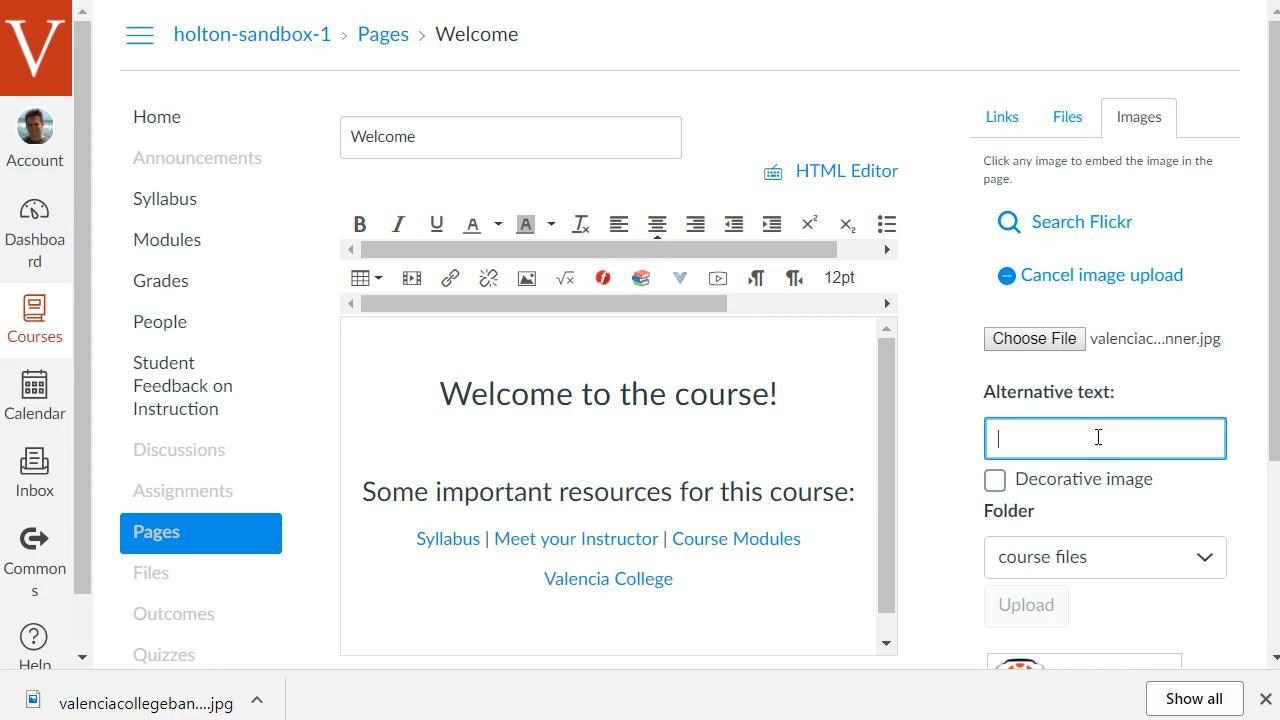 V
Account
Dashboa
rd
Courses
Calendar
Inbox
Common
s
Help
holton-sandbox-1 > Pages > Welcome
Home
Announcements
Syllabus
Modules
Grades
People
Student
Feedback on
Instruction
Discussions
Assignments
Pages
Files
Outcomes
Quizzes
Welcome
HTML Editor
B I U A A Tx x² x₂
√x 12pt
Welcome to the course!
Some important resources for this course:
Syllabus | Meet your Instructor | Course Modules
Valencia College
Links Files Images
Click any image to embed the image in the
page.
Search Flickr
Cancel image upload
Choose File valenciac...nner.jpg
Alternative text:
Decorative image
Folder
course files
Upload
valenciacollegeban....jpg
Show all